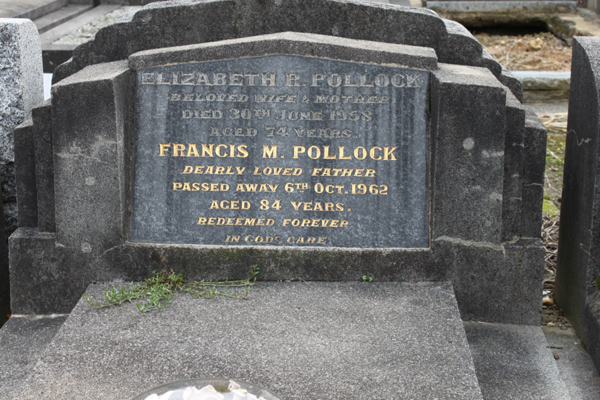 ELIZABETH R. POLLOCK
BELOVED WIFE & MOTHER
DIED 30TH JUNE 1958
AGED 74 YEARS.
FRANCIS M. POLLOCK
DEARLY LOVED FATHER
PASSED AWAY 6TH OCT. 1962
AGED 84 YEARS.
REDEEMED FOREVER
IN GOD'S CARE